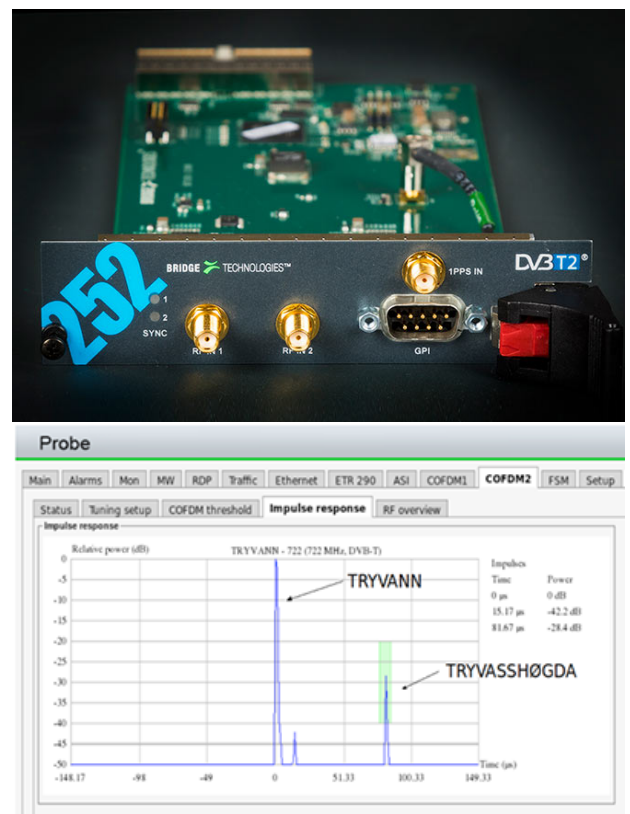 252
BRIDGE TECHNOLOGIES™
1PPS IN
DVB T2®
1
2
SYNC
RF IN 1
RF IN 2
GPI
Probe
Main Alarms Mon MW RDP Traffic Ethernet ETR 290 ASI COFDM1 COFDM2 FSM Setup
Status Tuning setup COFDM threshold Impulse response RF overview
Impulse response
Relative power (dB) TRYVANN - 722 (722 MHz, DVB-T)
Impulses
Time Power
0 µs 0 dB
15.17 µs -42.2 dB
81.67 µs -28.4 dB
TRYVANN
TRYVASSHØGDA
0
-5
-10
-15
-20
-25
-30
-35
-40
-45
-50
Time (µs)
-148.17 -98 -49 0 51.33 100.33 149.33